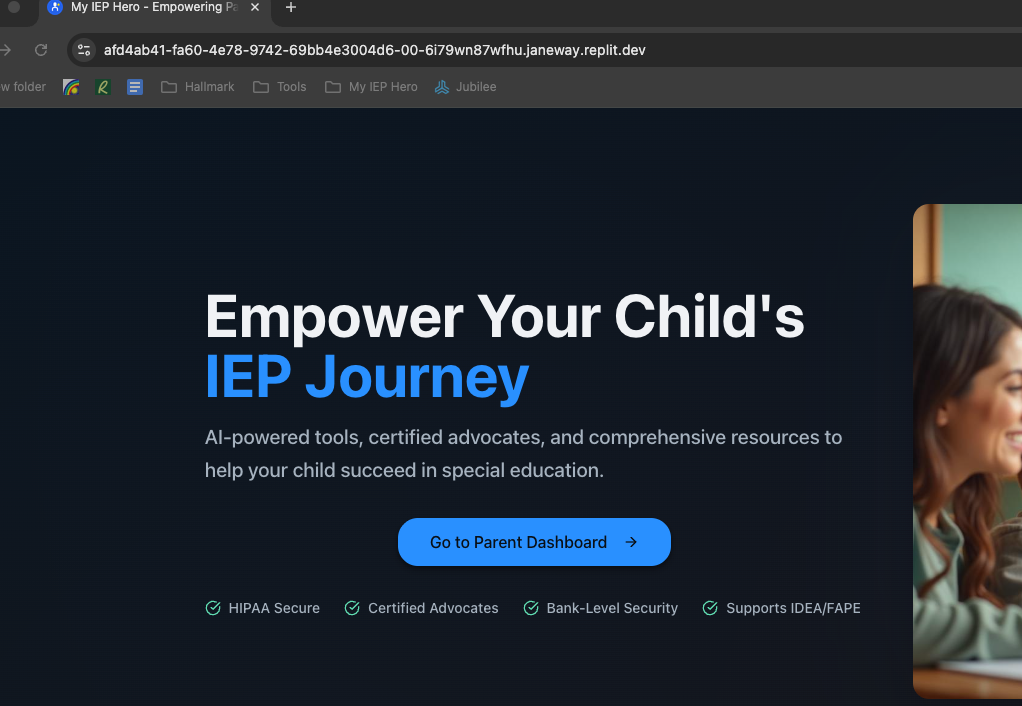 My IEP Hero - Empowering Pa
afd4ab41-fa60-4e78-9742-69bb4e3004d6-00-6i79wn87wfhu.janeway.replit.dev
w folder
Hallmark
Tools
My IEP Hero
Jubilee
Empower Your Child's
IEP Journey
AI-powered tools, certified advocates, and comprehensive resources to
help your child succeed in special education.
Go to Parent Dashboard
HIPAA Secure
Certified Advocates
Bank-Level Security
Supports IDEA/FAPE